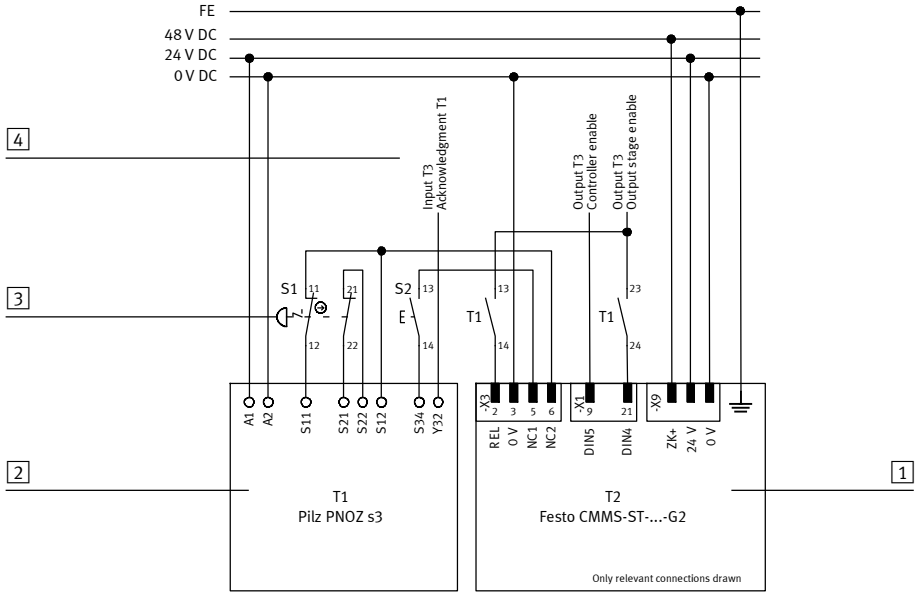 FE
48 V DC
24 V DC
0 V DC
4
Input T3
Acknowledgment T1
Output T3
Controller enable
Output T3
Output stage enable
3
S1
11
12
21
22
S2
13
E
14
T1
13
14
T1
23
24
A1
A2
S11
S21
S22
S12
S34
Y32
-X3
2
3
5
6
-X1
9
21
-X9
REL
0 V
NC1
NC2
DIN5
DIN4
ZK+
24 V
0 V
2
T1
Pilz PNOZ s3
T2
Festo CMMS-ST-...-G2
1
Only relevant connections drawn